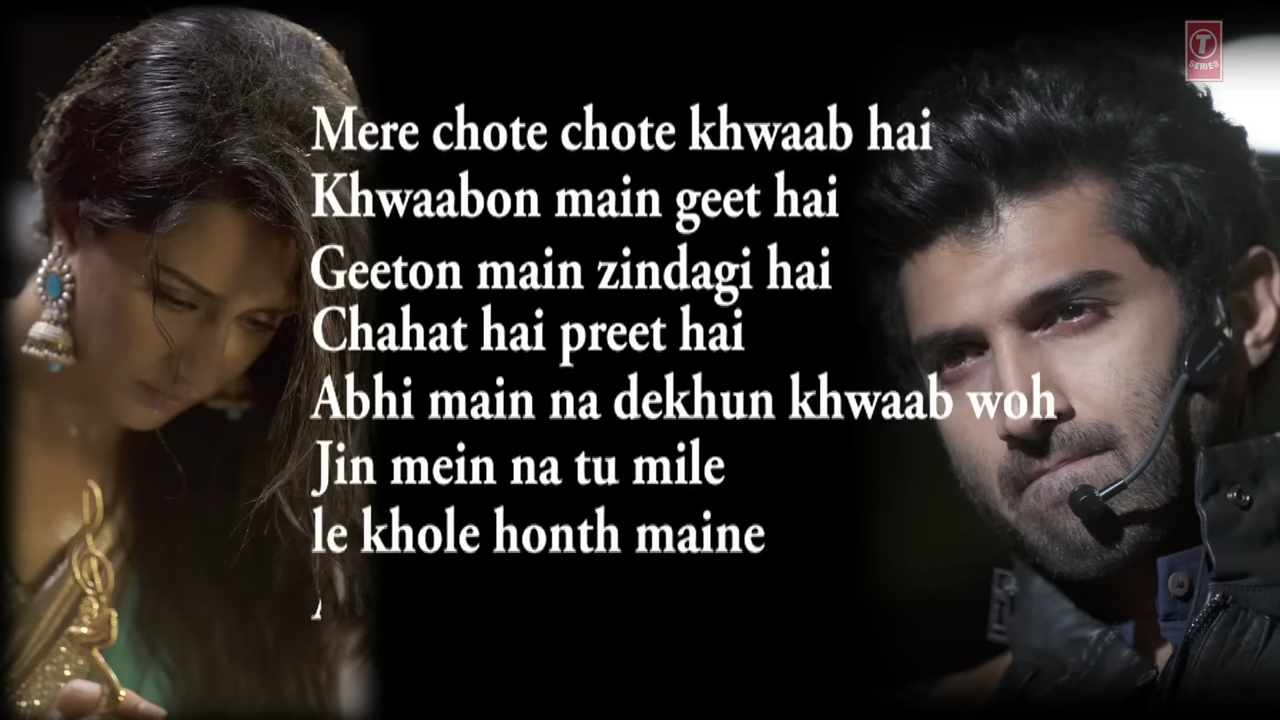 T
SERIES
Mere chote chote khwaab hai
Khwaabon main geet hai
Geeton main zindagi hai
Chahat hai preet hai
Abhi main na dekhun khwaab woh
Jin mein na tu mile
le khole honth maine